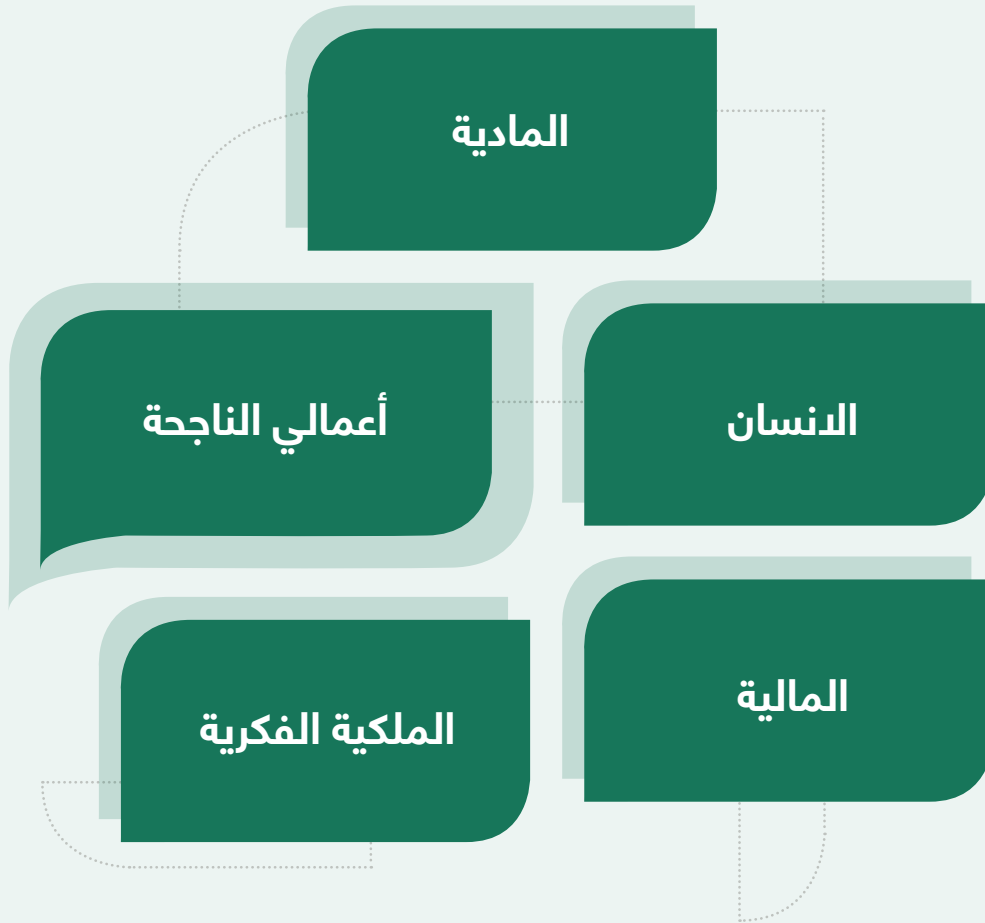 المادية
الانسان
أعمالي الناجحة
المالية
الملكية الفكرية